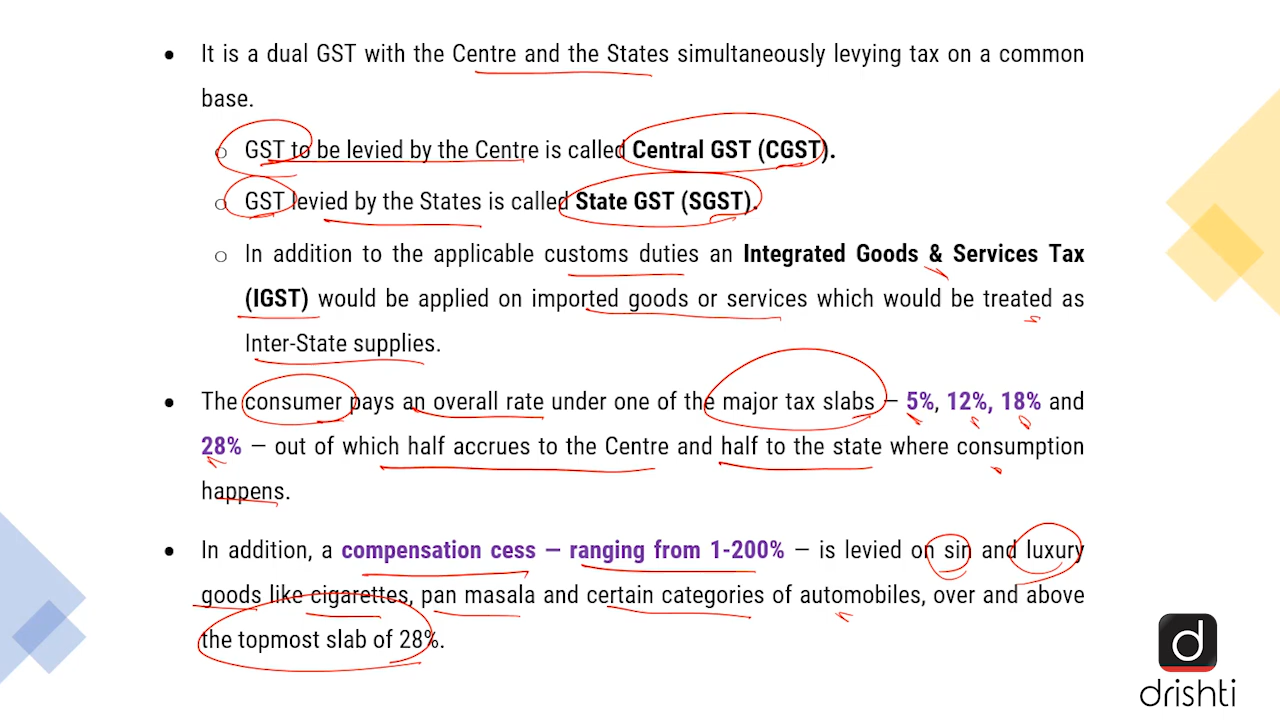 • It is a dual GST with the Centre and the States simultaneously levying tax on a common
base.
o GST to be levied by the Centre is called Central GST (CGST).
o GST levied by the States is called State GST (SGST).
o In addition to the applicable customs duties an Integrated Goods & Services Tax
(IGST) would be applied on imported goods or services which would be treated as
Inter-State supplies.
• The consumer pays an overall rate under one of the major tax slabs — 5%, 12%, 18% and
28% — out of which half accrues to the Centre and half to the state where consumption
happens.
• In addition, a compensation cess — ranging from 1-200% — is levied on sin and luxury
goods like cigarettes, pan masala and certain categories of automobiles, over and above
the topmost slab of 28%.
d
drishti